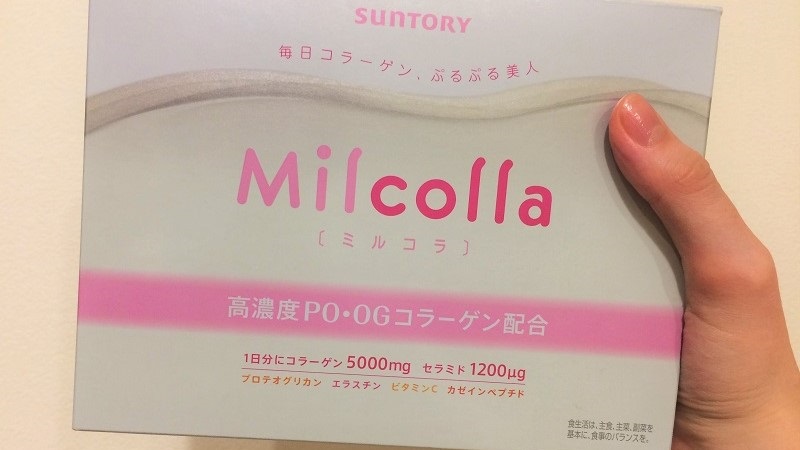 SUNTORY
毎日コラーゲン、ぷるぷる美人
Milcolla
〔ミルコラ〕
高濃度PO・OGコラーゲン配合
1日分にコラーゲン 5000mg セラミド 1200μg
プロテオグリカン エラスチン ビタミンC カゼインペプチド
食生活は、主食、主菜、副菜を
基本に、食事のバランスを。